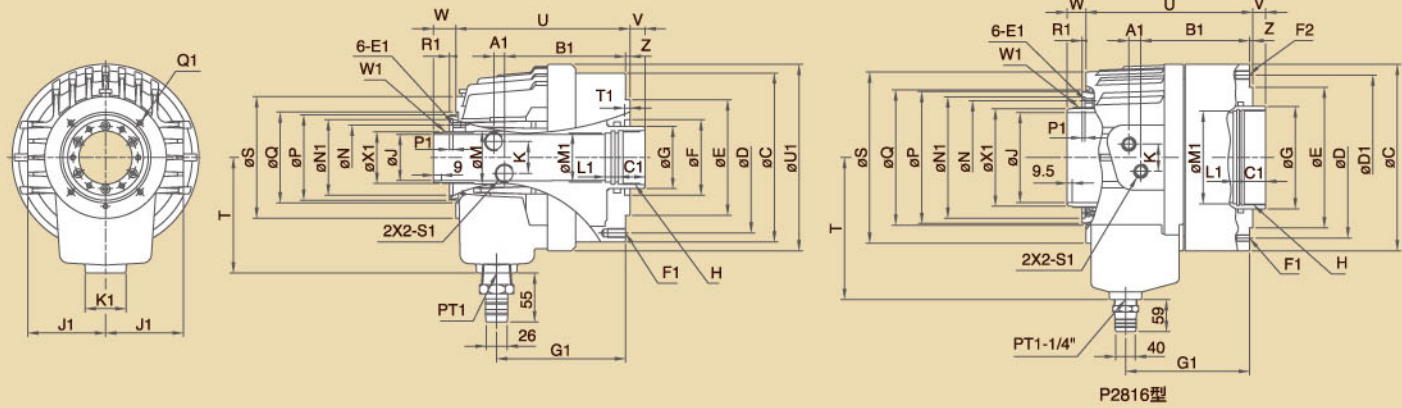 Q1
K1
J1
J1
T
W
U
V
R1
A1
B1
Z
6-E1
W1
T1
P1
9
øS
øQ
øP
øN1
øN
øX1
øJ
øM
K
øM1
L1
C1
øG
øF
øE
øD
øC
øU1
2X2-S1
F1
H
PT1
55
26
G1
W
U
V
R1
A1
B1
Z
6-E1
F2
W1
P1
9.5
øS
øQ
øP
øN1
øN
øX1
øJ
K
øM1
L1
C1
øG
øE
øD
øD1
øC
T
2X2-S1
F1
H
PT1-1/4"
59
40
G1
P2816型